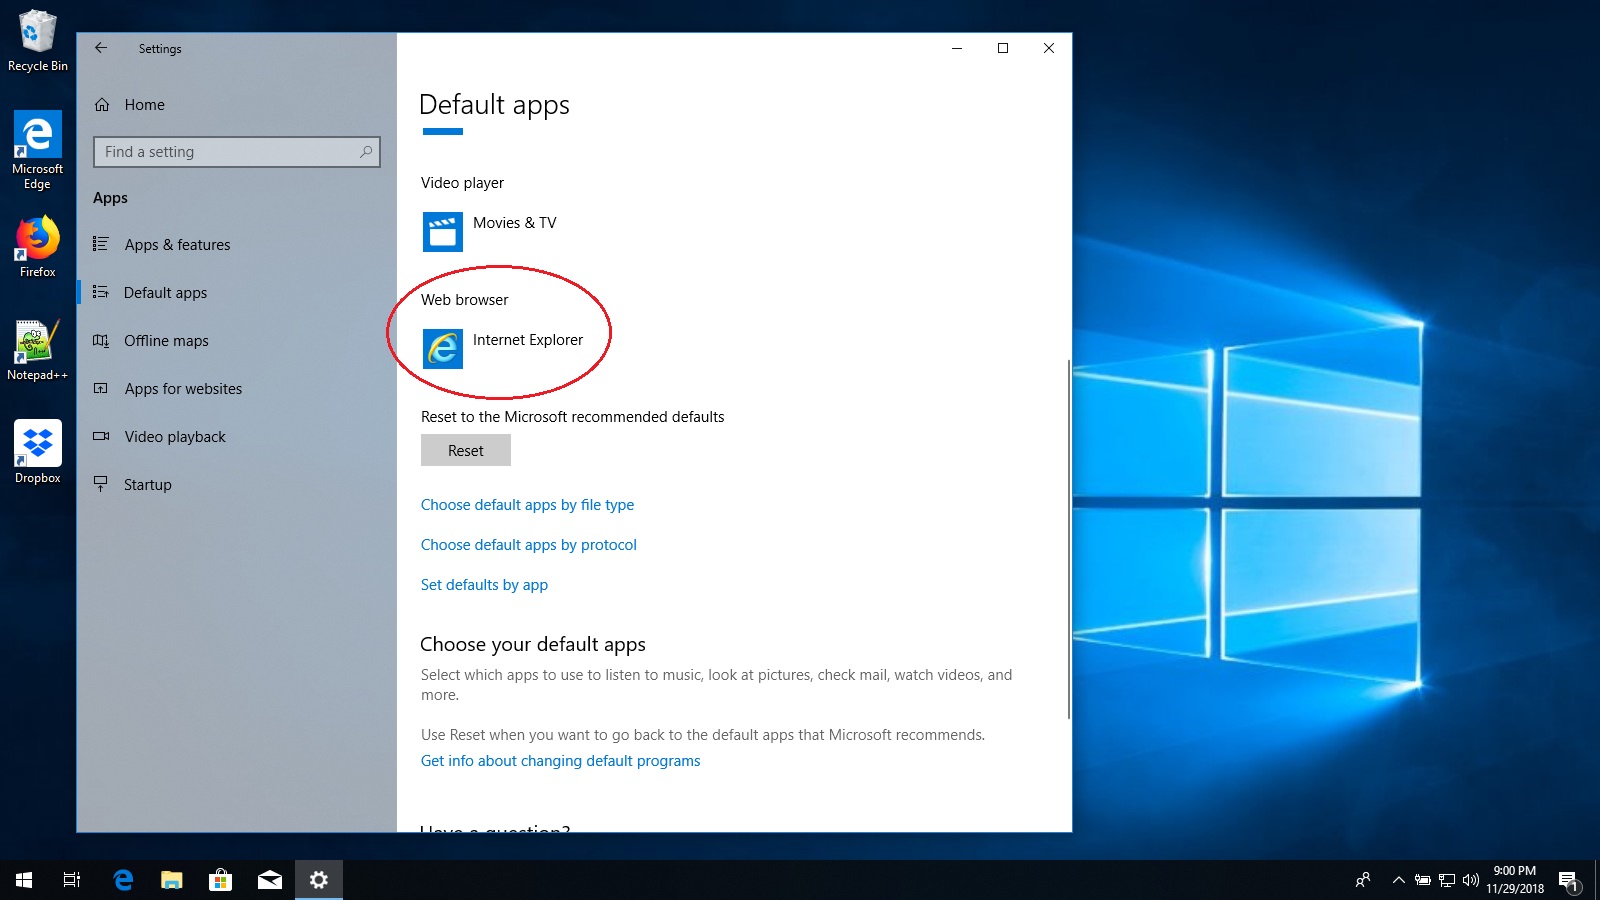 Recycle Bin
Microsoft
Edge
Firefox
Notepad++
Dropbox
Settings
Home
Find a setting
Apps
Apps & features
Default apps
Offline maps
Apps for websites
Video playback
Startup
Default apps
Video player
Movies & TV
Web browser
Internet Explorer
Reset to the Microsoft recommended defaults
Reset
Choose default apps by file type
Choose default apps by protocol
Set defaults by app
Choose your default apps
Select which apps to use to listen to music, look at pictures, check mail, watch videos, and
more.
Use Reset when you want to go back to the default apps that Microsoft recommends.
Get info about changing default programs
Have a question?
9:00 PM
11/29/2018
1